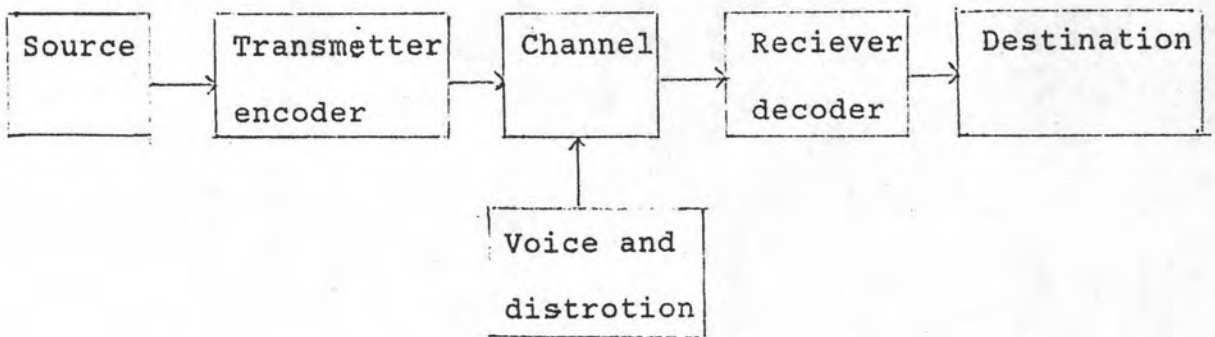 Source
Transmetter
encoder
Channel
Reciever
decoder
Destination
Voice and
distrotion